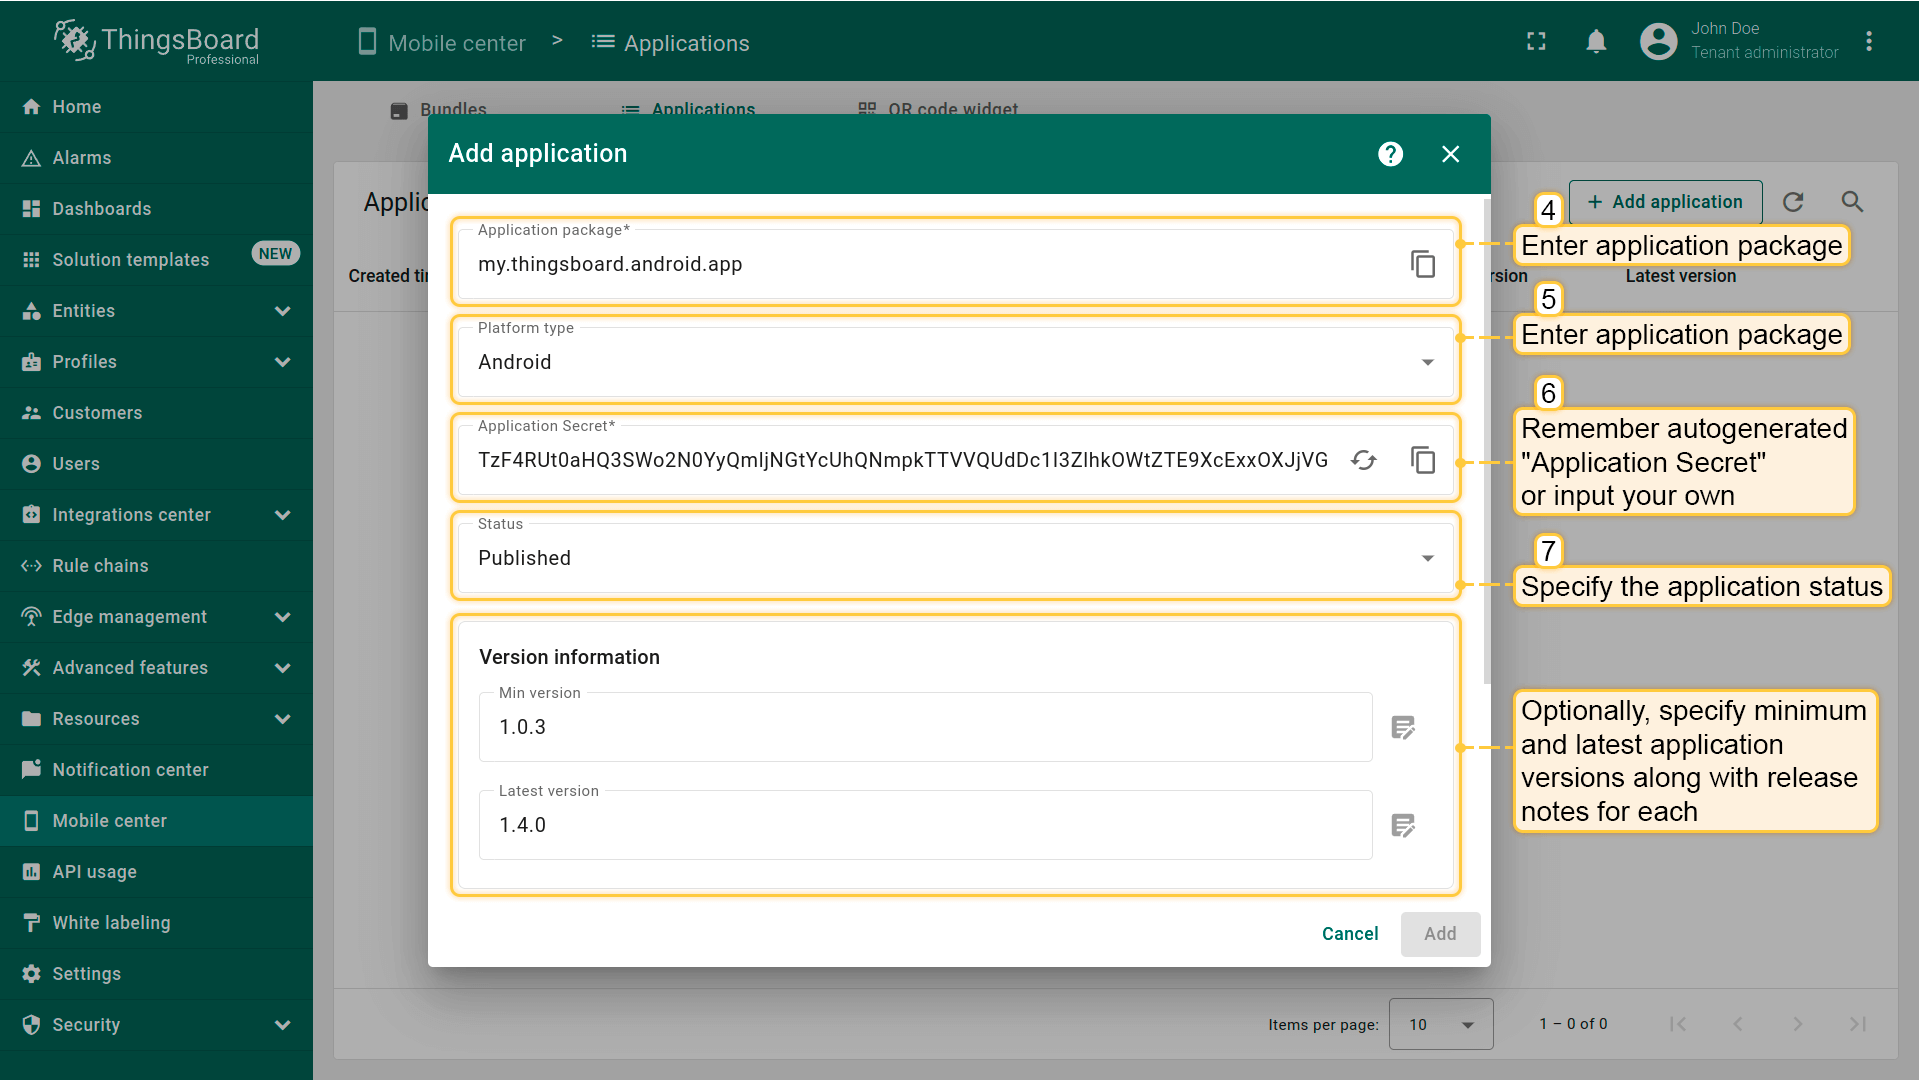 ThingsBoard
Professional
Mobile center > Applications
John Doe
Tenant administrator
Home
Alarms
Dashboards
Solution templates NEW
Entities
Profiles
Customers
Users
Integrations center
Rule chains
Edge management
Advanced features
Resources
Notification center
Mobile center
API usage
White labeling
Settings
Security
Bundles Applications QR code widget
Applic
+ Add application
Created tir
rsion Latest version
Add application
Application package*
my.thingsboard.android.app
Platform type
Android
Application Secret*
Status
Published
Version information
Min version
1.0.3
Latest version
1.4.0
Cancel Add
4
Enter application package
5
Enter application package
6
Remember autogenerated
"Application Secret"
or input your own
7
Specify the application status
Optionally, specify minimum
and latest application
versions along with release
notes for each
Items per page: 10 1 – 0 of 0